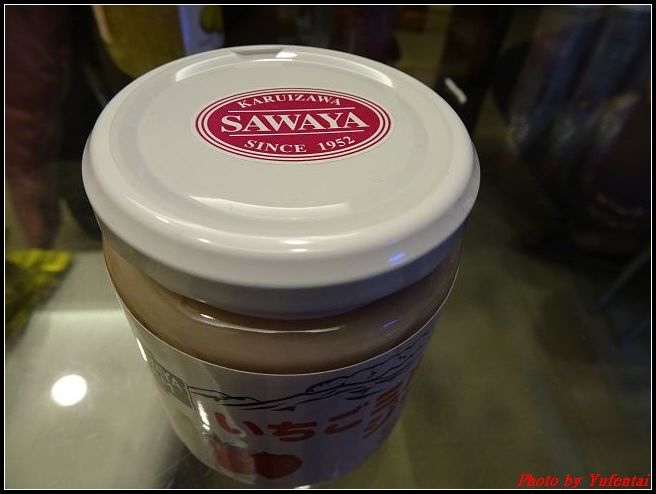 KARUIZAWA
SAWAYA
SINCE 1952
いちご
Photo by Yufentai